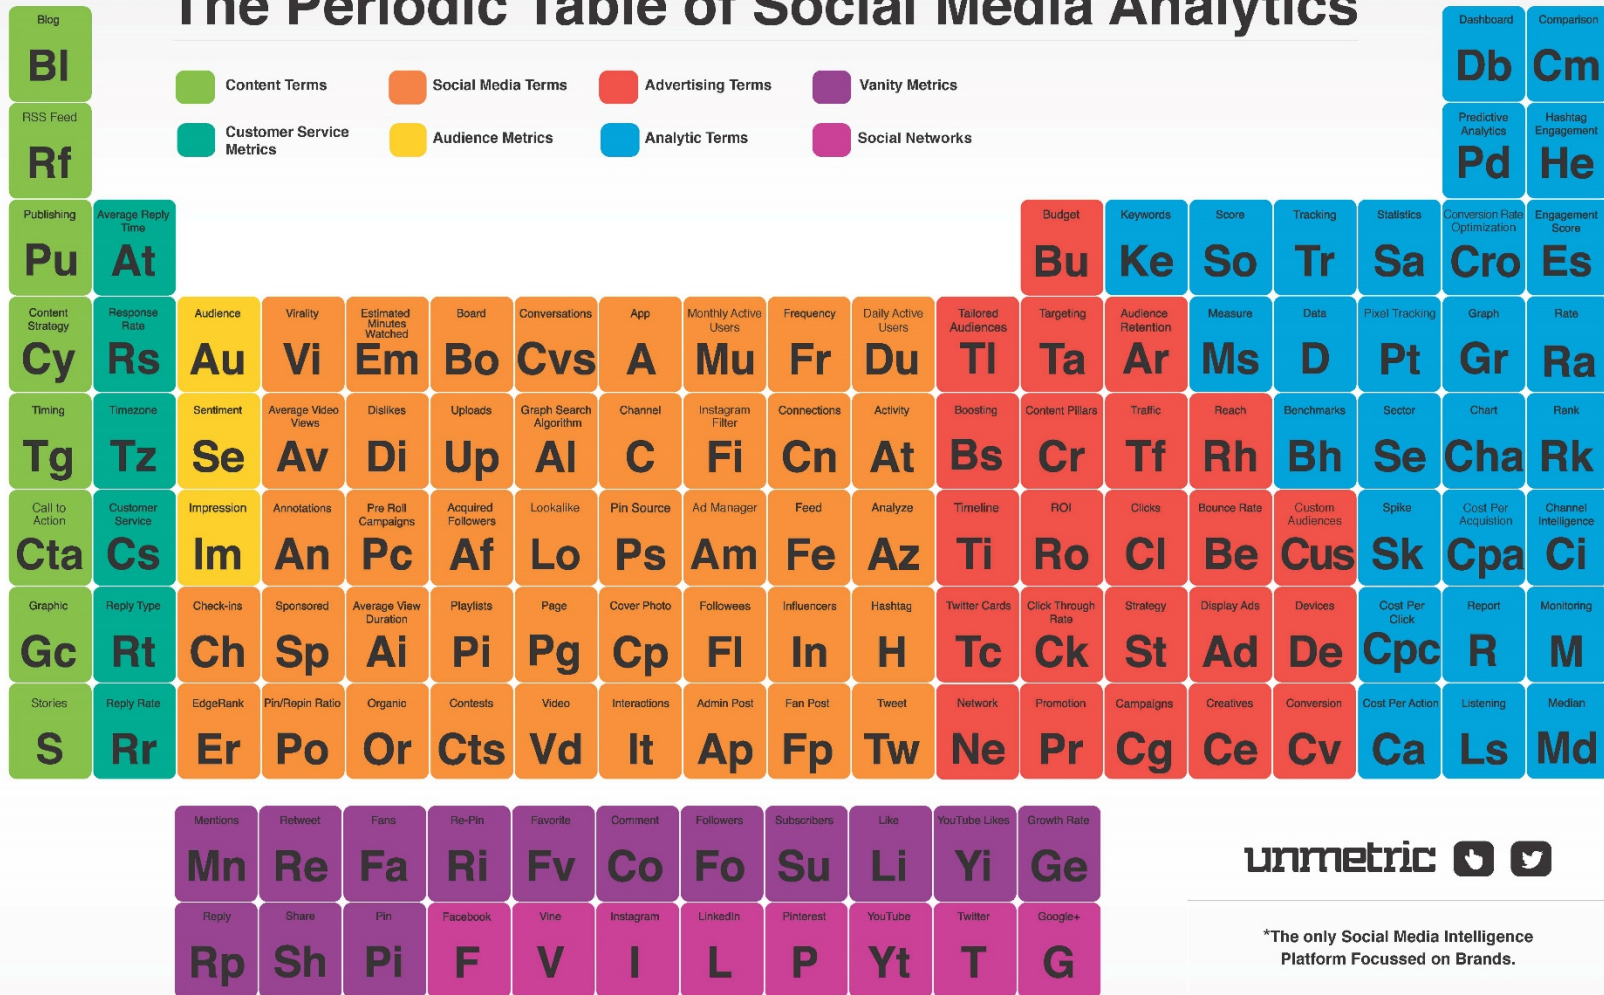 The Periodic Table of Social Media Analytics
Content Terms
Social Media Terms
Advertising Terms
Vanity Metrics
Customer Service
Metrics
Audience Metrics
Analytic Terms
Social Networks
Blog
Bl
Dashboard
Db
Comparison
Cm
RSS Feed
Rf
Predictive
Analytics
Pd
Hashtag
Engagement
He
Publishing
Pu
Average Reply
Time
At
Budget
Bu
Keywords
Ke
Score
So
Tracking
Tr
Statistics
Sa
Conversion Rate
Optimization
Cro
Engagement
Score
Es
Content
Strategy
Cy
Response
Rate
Rs
Audience
Au
Virality
Vi
Estimated
Minutes
Watched
Em
Board
Bo
Conversations
Cvs
App
A
Monthly Active
Users
Mu
Frequency
Fr
Daily Active
Users
Du
Tailored
Audiences
Tl
Targeting
Ta
Audience
Retention
Ar
Measure
Ms
Data
D
Pixel Tracking
Pt
Graph
Gr
Rate
Ra
Timing
Tg
Timezone
Tz
Sentiment
Se
Average Video
Views
Av
Dislikes
Di
Uploads
Up
Graph Search
Algorithm
Al
Channel
C
Instagram
Filter
Fi
Connections
Cn
Activity
At
Boosting
Bs
Content Pillars
Cr
Traffic
Tf
Reach
Rh
Benchmarks
Bh
Sector
Se
Chart
Cha
Rank
Rk
Call to
Action
Cta
Customer
Service
Cs
Impression
Im
Annotations
An
Pre Roll
Campaigns
Pc
Acquired
Followers
Af
Lookalike
Lo
Pin Source
Ps
Ad Manager
Am
Feed
Fe
Analyze
Az
Timeline
Ti
ROI
Ro
Clicks
Cl
Bounce Rate
Be
Custom
Audiences
Cus
Spike
Sk
Cost Per
Acquistion
Cpa
Channel
Intelligence
Ci
Graphic
Gc
Reply Type
Rt
Check-ins
Ch
Sponsored
Sp
Average View
Duration
Ai
Playlists
Pi
Page
Pg
Cover Photo
Cp
Followees
Fl
Influencers
In
Hashtag
H
Twitter Cards
Tc
Click Through
Rate
Ck
Strategy
St
Display Ads
Ad
Devices
De
Cost Per
Click
Cpc
Report
R
Monitoring
M
Stories
S
Reply Rate
Rr
EdgeRank
Er
Pin/Repin Ratio
Po
Organic
Or
Contests
Cts
Video
Vd
Interactions
It
Admin Post
Ap
Fan Post
Fp
Tweet
Tw
Network
Ne
Promotion
Pr
Campaigns
Cg
Creatives
Ce
Conversion
Cv
Cost Per Action
Ca
Listening
Ls
Median
Md
Mentions
Mn
Retweet
Re
Fans
Fa
Re-Pin
Ri
Favorite
Fv
Comment
Co
Followers
Fo
Subscribers
Su
Like
Li
YouTube Likes
Yi
Growth Rate
Ge
Reply
Rp
Share
Sh
Pin
Pi
Facebook
F
Vine
V
Instagram
I
LinkedIn
L
Pinterest
P
YouTube
Yt
Twitter
T
Google+
G
unmetric
*The only Social Media Intelligence
Platform Focussed on Brands.